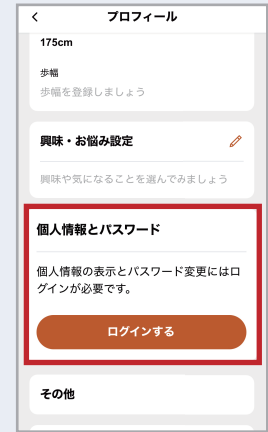 プロフィール
175cm
歩幅
歩幅を登録しましょう
興味・お悩み設定
興味や気になることを選んでみましょう
個人情報とパスワード
個人情報の表示とパスワード変更にはロ
グインが必要です。
ログインする
その他